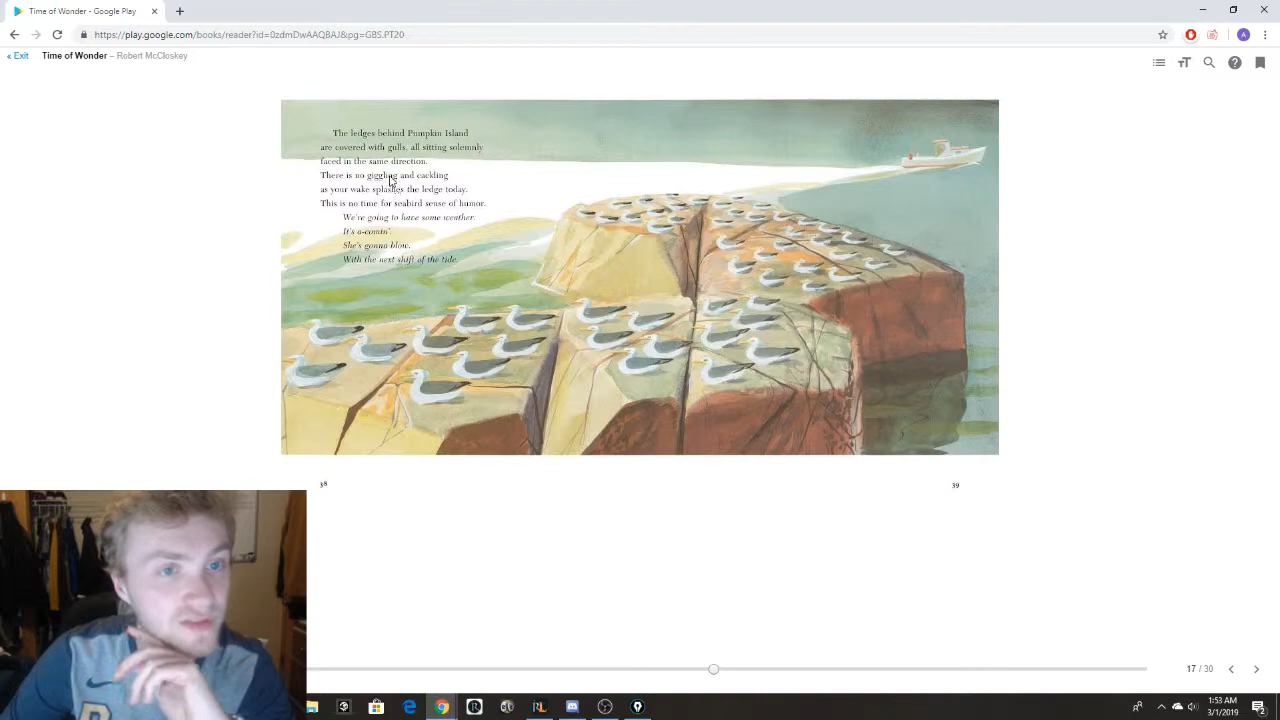 Time of Wonder - Google Play
https://play.google.com/books/reader?id=0zdmDwAAQBAJ&pg=GBS.PT20
« Exit Time of Wonder – Robert McCloskey
The ledges behind Pumpkin Island
are covered with gulls, all sitting solemnly
faced in the same direction.
There is no giggling and cackling
as your wake splashes the ledge today.
This is no time for seabird sense of humor.
We're going to have some weather.
It's a-comin'.
She's gonna blow.
With the next shift of the tide.
38
39
17 / 30
1:53 AM
3/1/2019